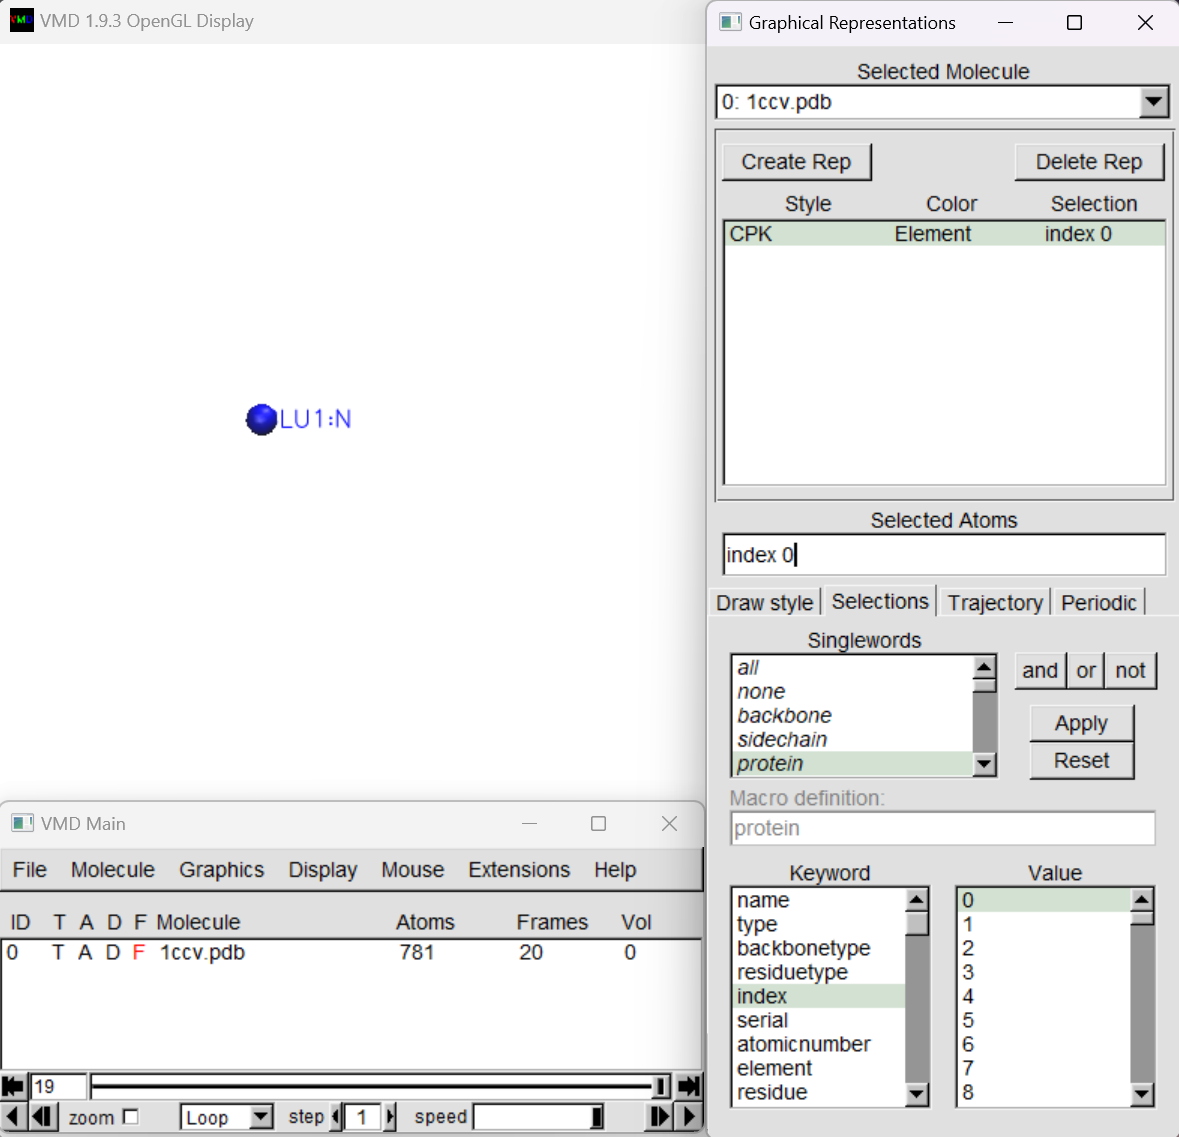 VMD 1.9.3 OpenGL Display
LU1:N
Graphical Representations
Selected Molecule
0: 1ccv.pdb
Create Rep Delete Rep
Style Color Selection
CPK Element index 0
Selected Atoms
index 0
Draw style Selections Trajectory Periodic
Singlewords
all
none
backbone
sidechain
protein
and or not
Apply
Reset
Macro definition:
protein
Keyword
name
type
backbonetype
residuetype
index
serial
atomicnumber
element
residue
Value
0
1
2
3
4
5
6
7
8
VMD Main
File Molecule Graphics Display Mouse Extensions Help
ID T A D F Molecule Atoms Frames Vol
0 T A D F 1ccv.pdb 781 20 0
19
zoom Loop step 1 speed